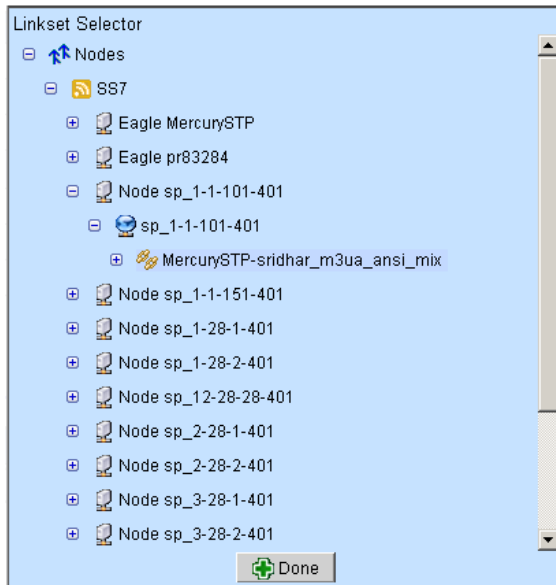 Linkset Selector
Nodes
SS7
Eagle MercurySTP
Eagle pr83284
Node sp_1-1-101-401
sp_1-1-101-401
MercurySTP-sridhar_m3ua_ansi_mix
Node sp_1-1-151-401
Node sp_1-28-1-401
Node sp_1-28-2-401
Node sp_12-28-28-401
Node sp_2-28-1-401
Node sp_2-28-2-401
Node sp_3-28-1-401
Node sp_3-28-2-401
Done